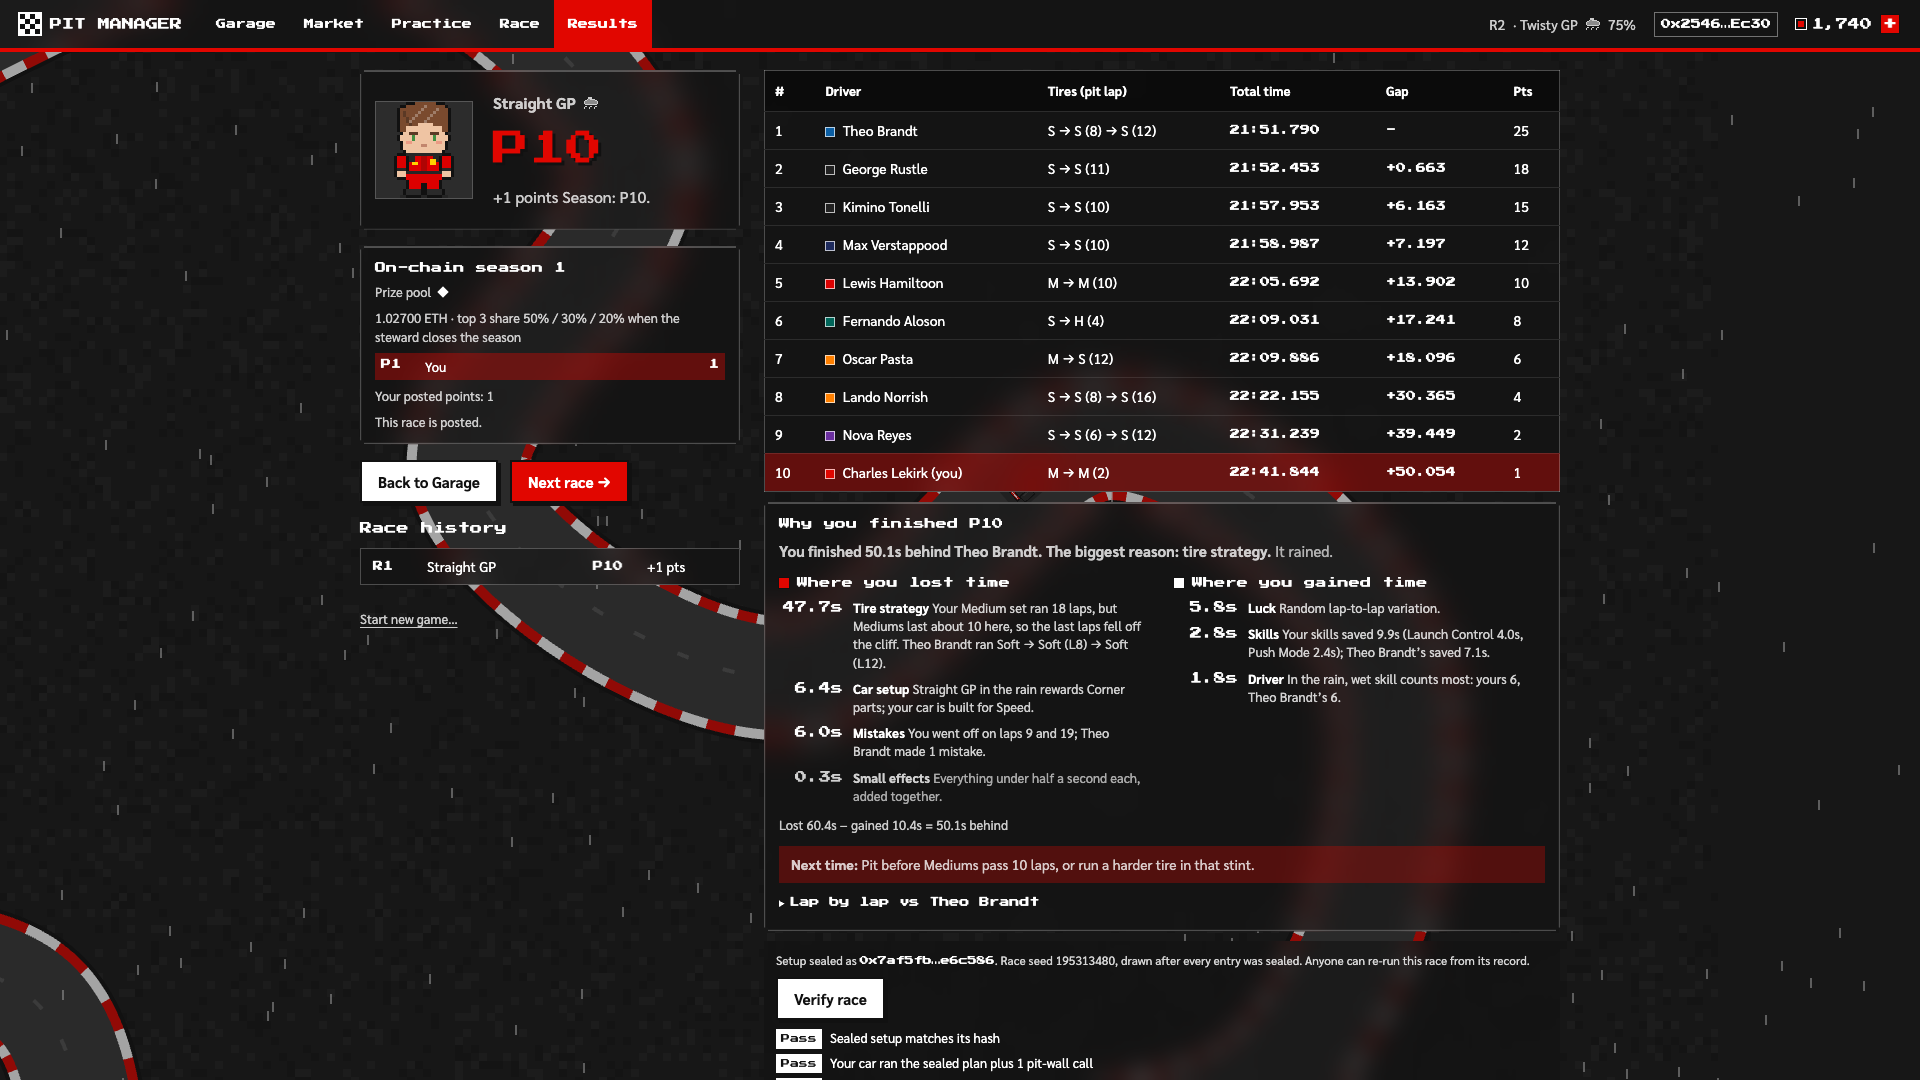 PIT MANAGER Garage Market Practice Race Results R2 · Twisty GP 75% 0x2546…Ec30 1,740 +
Straight GP
P10
+1 points Season: P10.
On-chain season 1
Prize pool
1.02700 ETH · top 3 share 50% / 30% / 20% when the
steward closes the season
P1 You 1
Your posted points: 1
This race is posted.
Back to Garage Next race →
Race history
R1 Straight GP P10 +1 pts
Start new game…
# Driver Tires (pit lap) Total time Gap Pts
1 Theo Brandt S → S (8) → S (12) 21:51.790 – 25
2 George Rustle S → S (11) 21:52.453 +0.663 18
3 Kimino Tonelli S → S (10) 21:57.953 +6.163 15
4 Max Verstappood S → S (10) 21:58.987 +7.197 12
5 Lewis Hamiltoon M → M (10) 22:05.692 +13.902 10
6 Fernando Aloson S → H (4) 22:09.031 +17.241 8
7 Oscar Pasta M → S (12) 22:09.886 +18.096 6
8 Lando Norrish S → S (8) → S (16) 22:22.155 +30.365 4
9 Nova Reyes S → S (6) → S (12) 22:31.239 +39.449 2
10 Charles Lekirk (you) M → M (2) 22:41.844 +50.054 1
Why you finished P10
You finished 50.1s behind Theo Brandt. The biggest reason: tire strategy. It rained.
Where you lost time
47.7s Tire strategy Your Medium set ran 18 laps, but
Mediums last about 10 here, so the last laps fell off
the cliff. Theo Brandt ran Soft → Soft (L8) → Soft
(L12).
6.4s Car setup Straight GP in the rain rewards Corner
parts; your car is built for Speed.
6.0s Mistakes You went off on laps 9 and 19; Theo
Brandt made 1 mistake.
0.3s Small effects Everything under half a second each,
added together.
Where you gained time
5.8s Luck Random lap-to-lap variation.
2.8s Skills Your skills saved 9.9s (Launch Control 4.0s,
Push Mode 2.4s); Theo Brandt’s saved 7.1s.
1.8s Driver In the rain, wet skill counts most: yours 6,
Theo Brandt’s 6.
Lost 60.4s – gained 10.4s = 50.1s behind
Next time: Pit before Mediums pass 10 laps, or run a harder tire in that stint.
Lap by lap vs Theo Brandt
Setup sealed as 0x7af5fb…e6c586. Race seed 195313480, drawn after every entry was sealed. Anyone can re-run this race from its record.
Verify race
Pass Sealed setup matches its hash
Pass Your car ran the sealed plan plus 1 pit-wall call